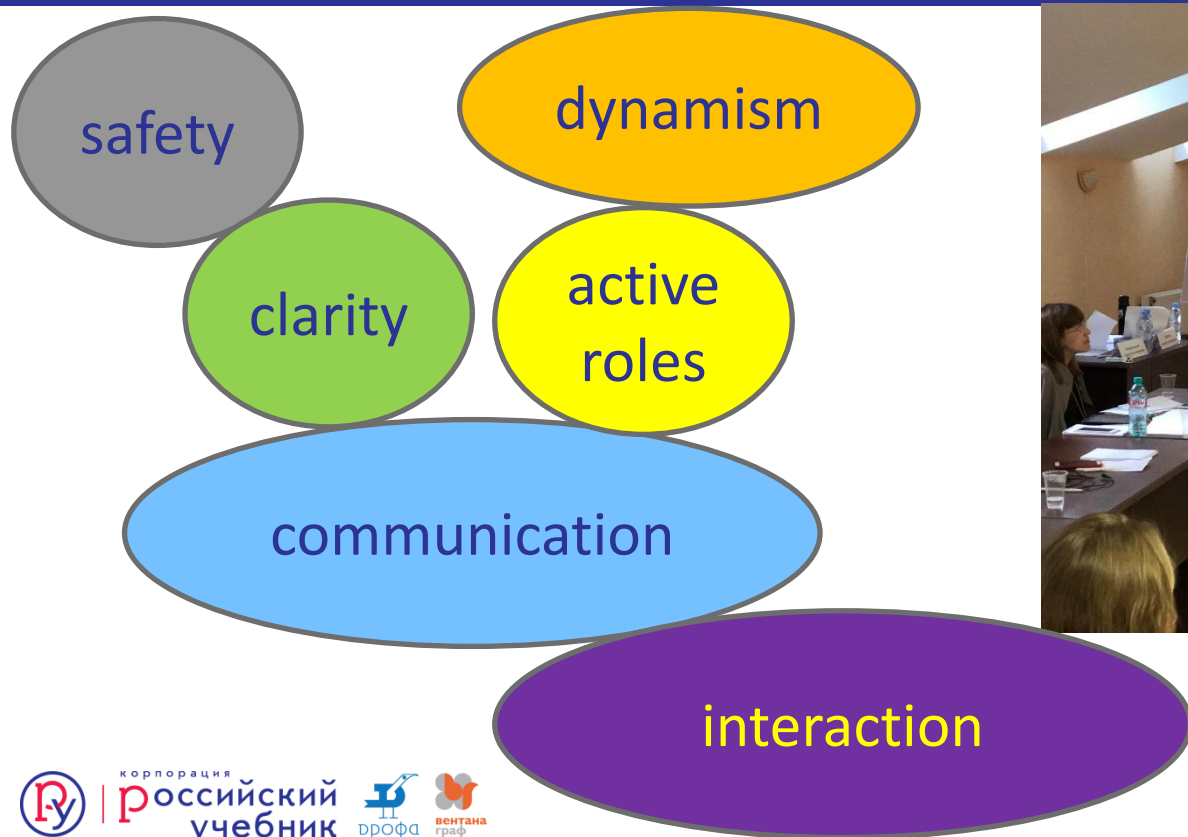 safety
dynamism
clarity
active
roles
communication
interaction
корпорация
российский
учебник
дрофа
вентана
граф